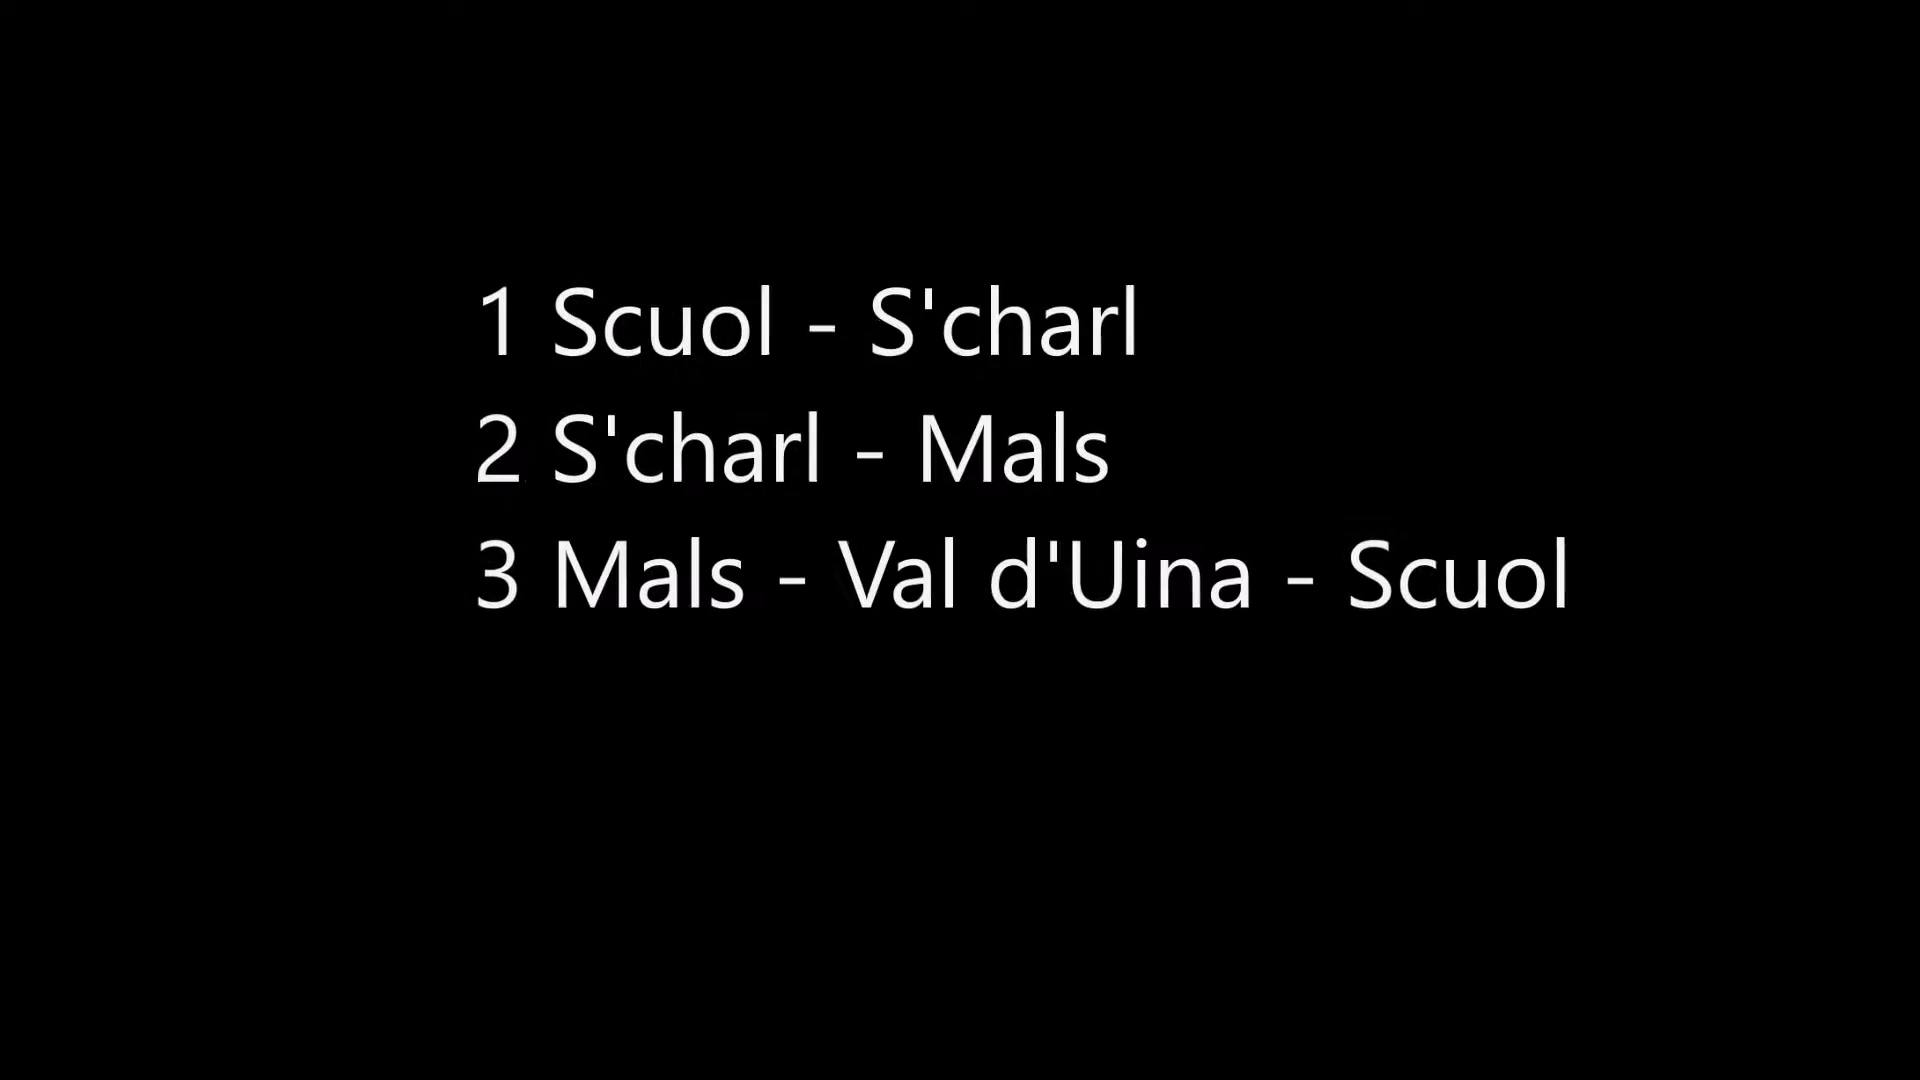 1 Scuol - S'charl
2 S'charl - Mals
3 Mals - Val d'Uina - Scuol